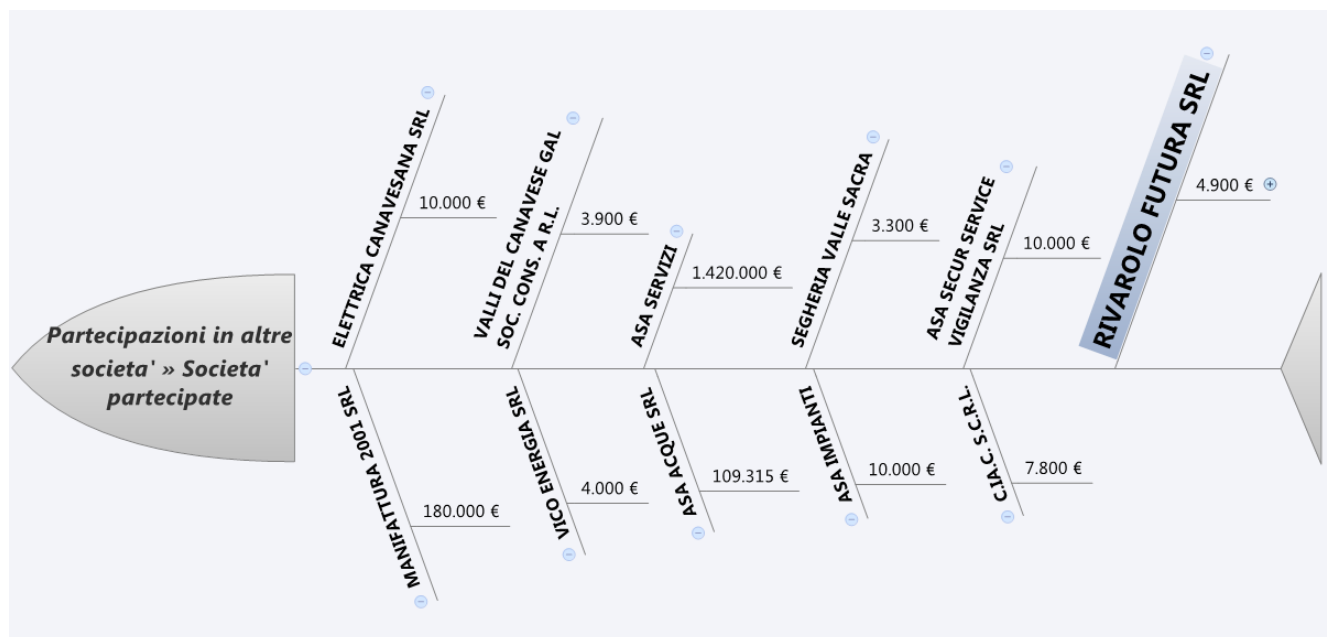 Partecipazioni in altre
societa' » Societa'
partecipate
ELETTRICA CANAVESANA SRL
10.000 €
VALLI DEL CANAVESE GAL
SOC. CONS. A R.L.
3.900 €
ASA SERVIZI
1.420.000 €
SEGHERIA VALLE SACRA
3.300 €
ASA SECUR SERVICE
VIGILANZA SRL
10.000 €
RIVAROLO FUTURA SRL
4.900 €
MANIFATTURA 2001 SRL
180.000 €
VICO ENERGIA SRL
4.000 €
ASA ACQUE SRL
109.315 €
ASA IMPIANTI
10.000 €
C.IA.C. S.C.R.L.
7.800 €